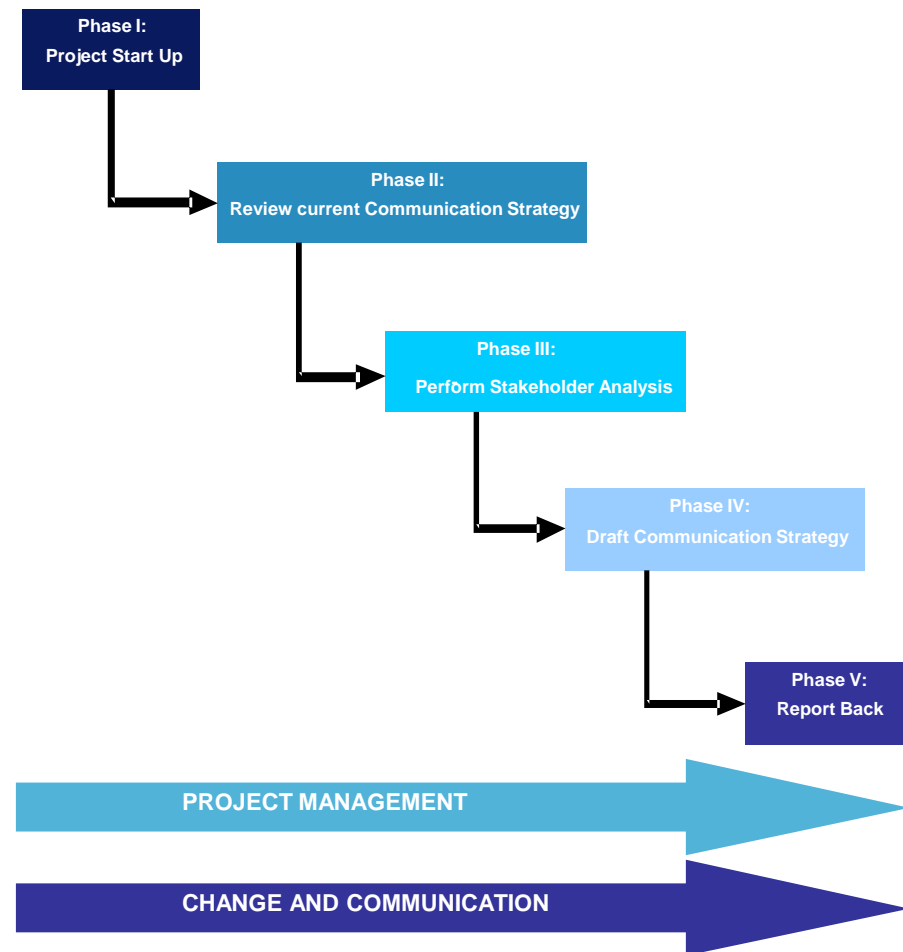 Phase I:
Project Start Up
Phase II:
Review current Communication Strategy
Phase III:
Perform Stakeholder Analysis
Phase IV:
Draft Communication Strategy
Phase V:
Report Back
PROJECT MANAGEMENT
CHANGE AND COMMUNICATION